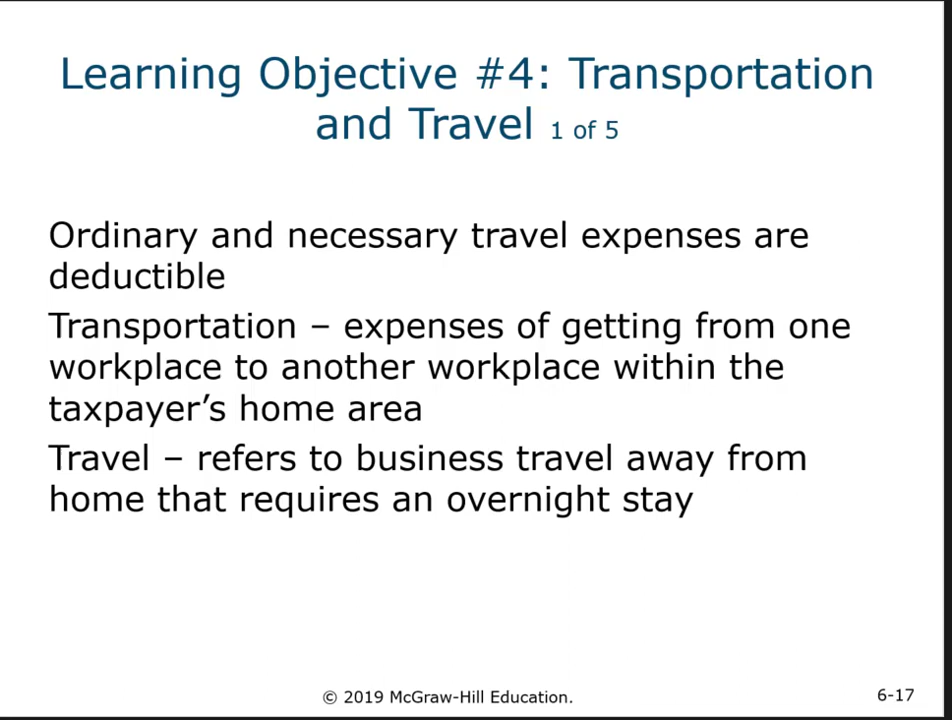 Learning Objective #4: Transportation
and Travel 1 of 5
Ordinary and necessary travel expenses are
deductible
Transportation – expenses of getting from one
workplace to another workplace within the
taxpayer’s home area
Travel – refers to business travel away from
home that requires an overnight stay
© 2019 McGraw-Hill Education.
6-17